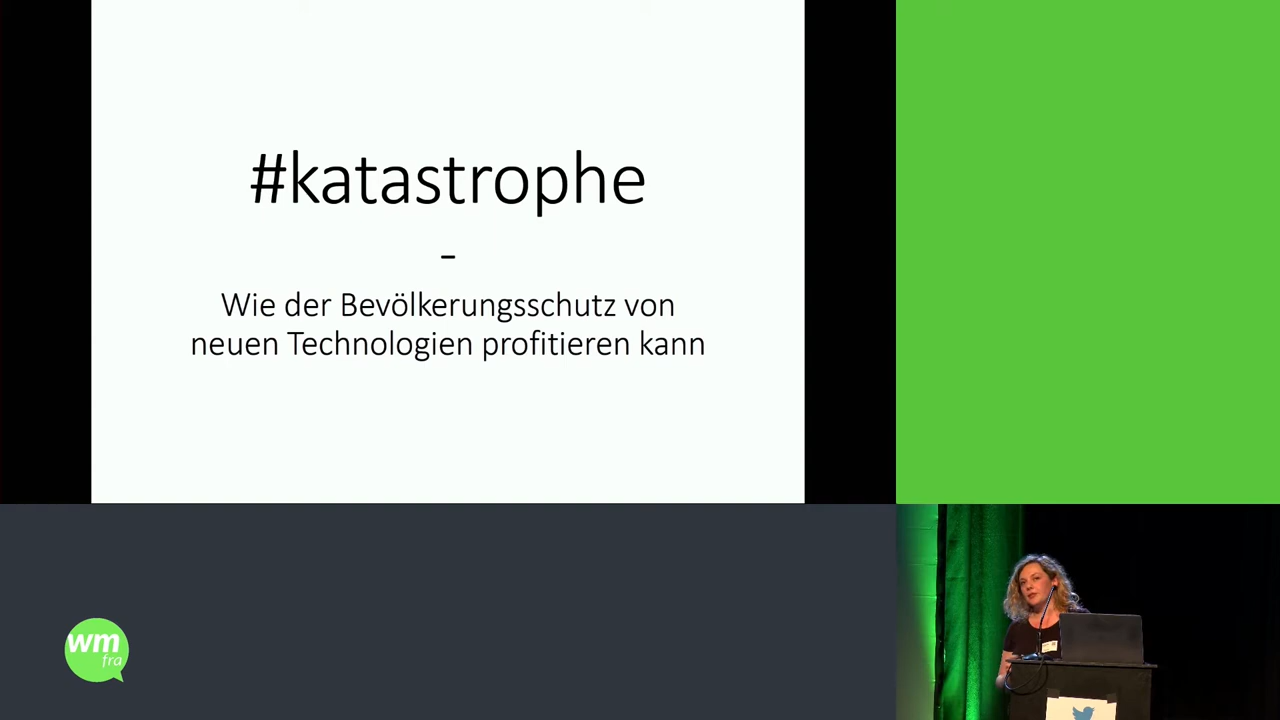 #katastrophe
-
Wie der Bevölkerungsschutz von
neuen Technologien profitieren kann
wm
fra